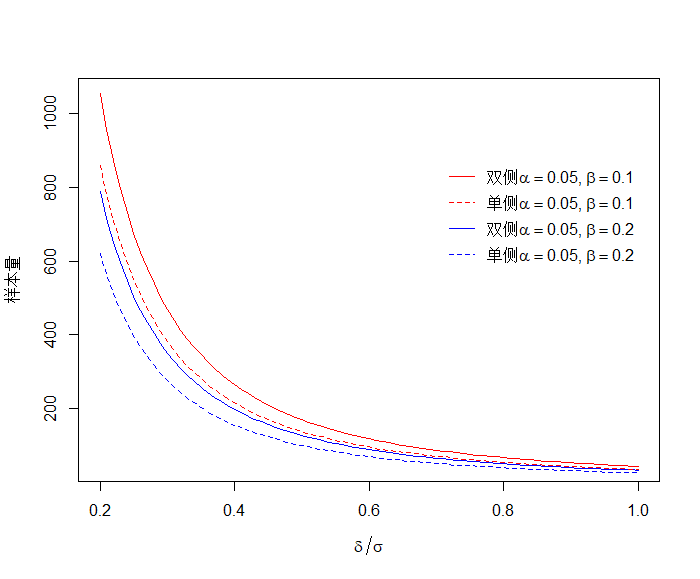 1000
800
600
400
200
样本量
双侧α = 0.05, β = 0.1
单侧α = 0.05, β = 0.1
双侧α = 0.05, β = 0.2
单侧α = 0.05, β = 0.2
0.2 0.4 0.6 0.8 1.0
δ/σ